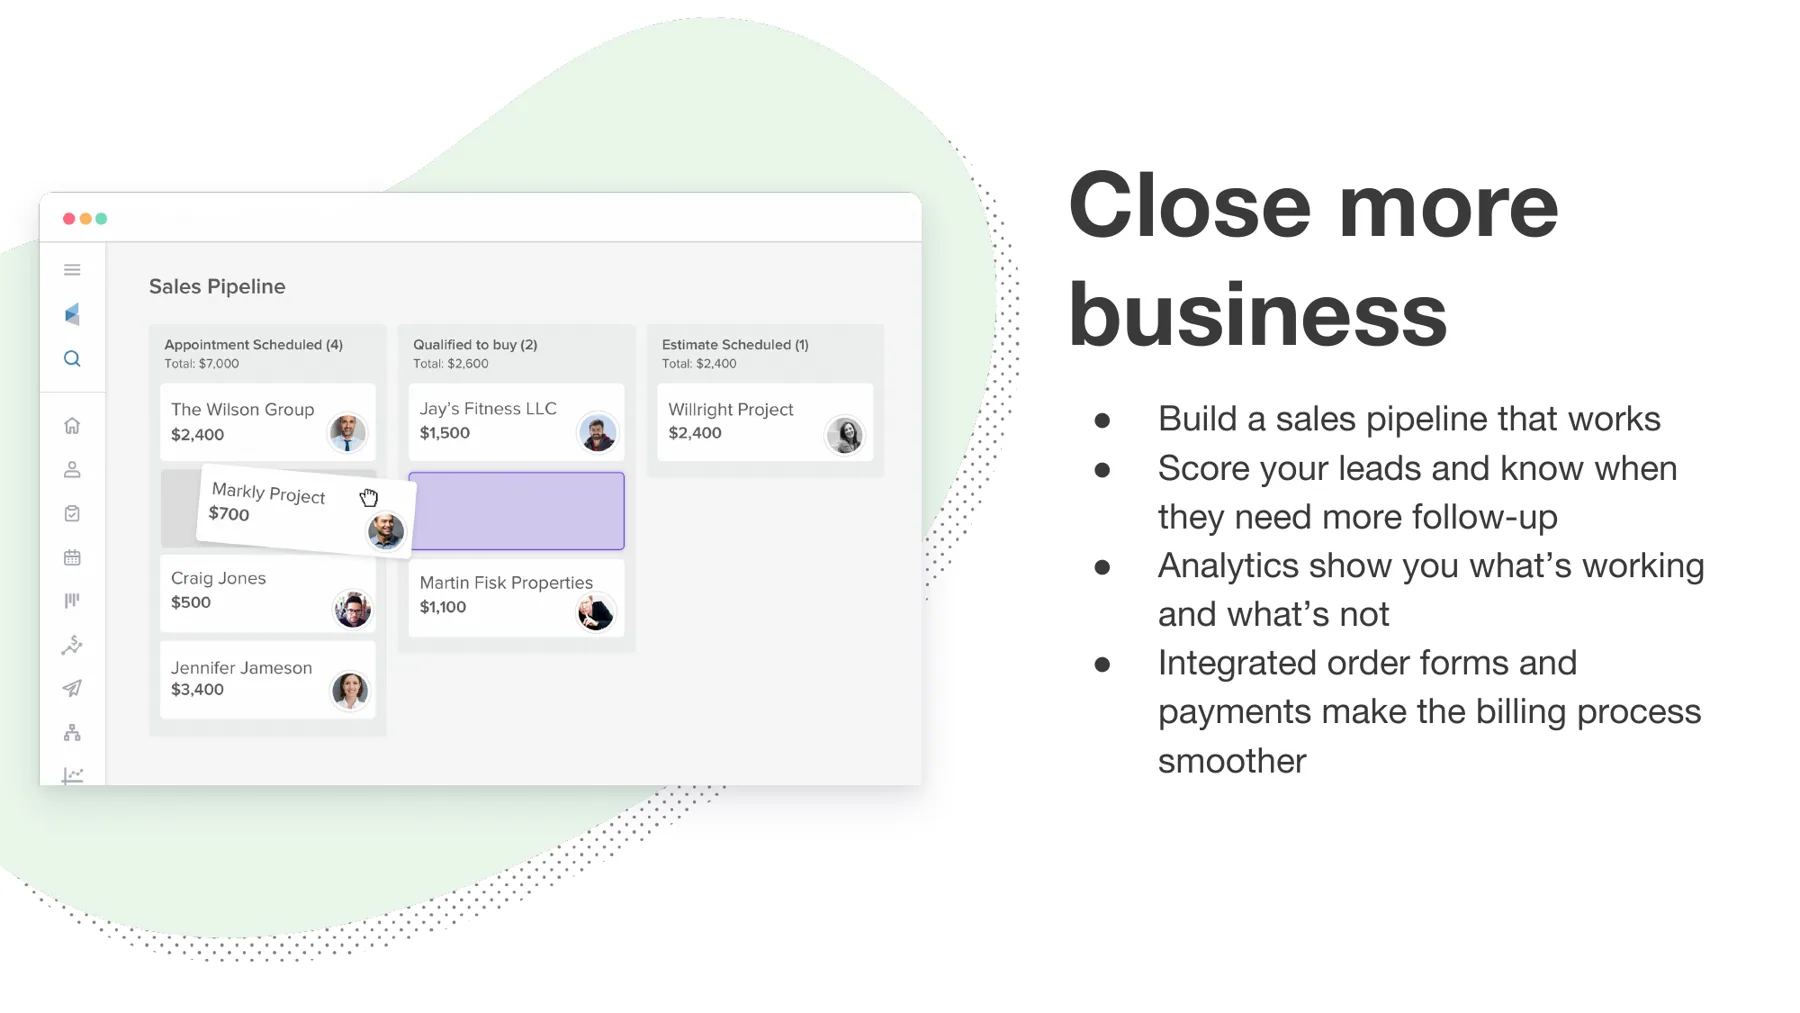 Close more
business
● Build a sales pipeline that works
● Score your leads and know when
they need more follow-up
● Analytics show you what’s working
and what’s not
● Integrated order forms and
payments make the billing process
smoother
Sales Pipeline
Appointment Scheduled (4)
Total: $7,000
The Wilson Group
$2,400
Markly Project
$700
Craig Jones
$500
Jennifer Jameson
$3,400
Qualified to buy (2)
Total: $2,600
Jay’s Fitness LLC
$1,500
Martin Fisk Properties
$1,100
Estimate Scheduled (1)
Total: $2,400
Willright Project
$2,400